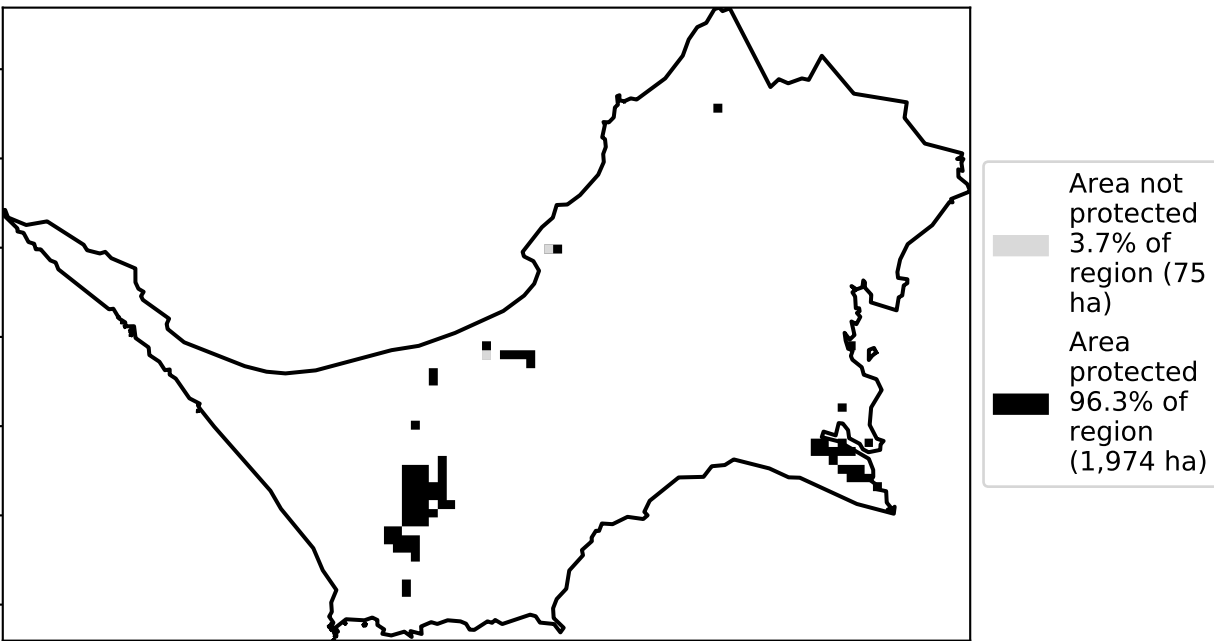 Area not
protected
3.7% of
region (75
ha)
Area
protected
96.3% of
region
(1,974 ha)